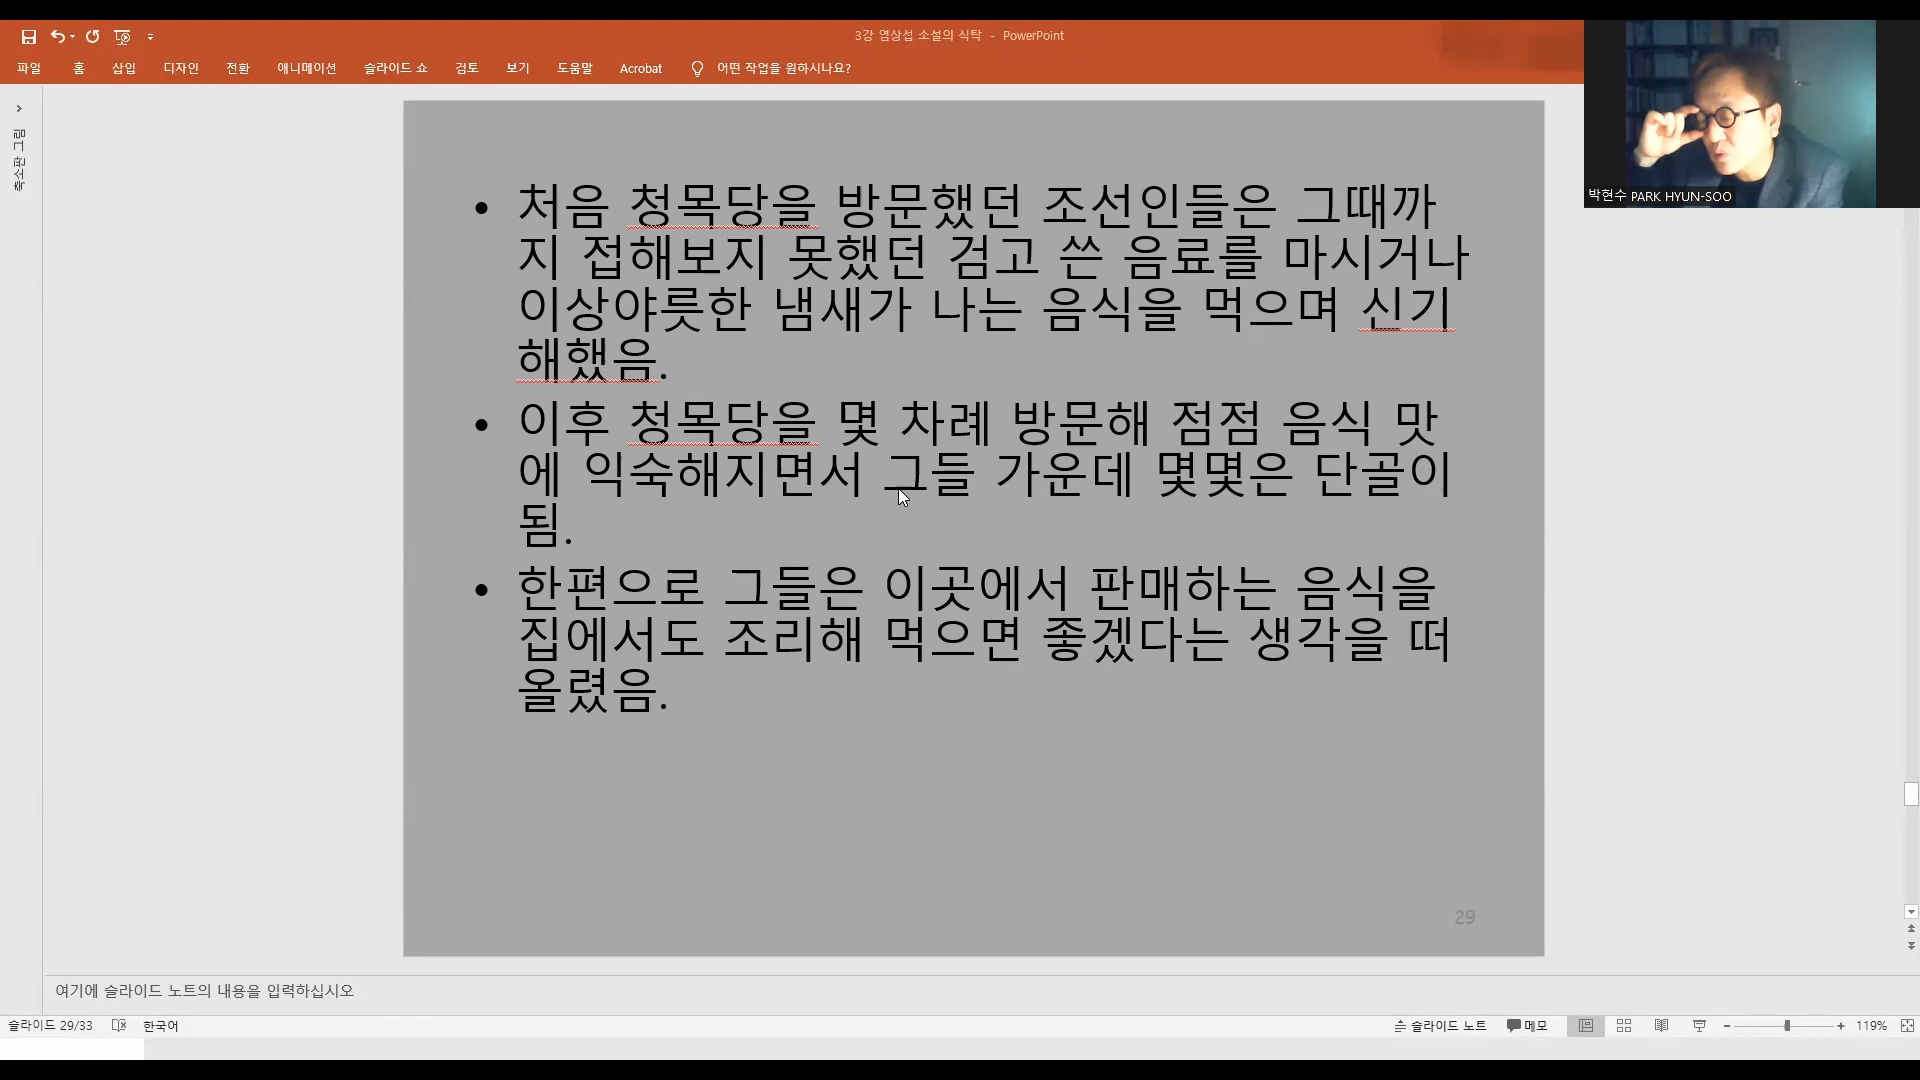 3강 염상섭 소설의 식탁 - PowerPoint
파일 홈 삽입 디자인 전환 애니메이션 슬라이드 쇼 검토 보기 도움말 Acrobat 어떤 작업을 원하시나요?
박현수 PARK HYUN-SOO
축소판 그림
• 처음 청목당을 방문했던 조선인들은 그때까
지 접해보지 못했던 검고 쓴 음료를 마시거나
이상야릇한 냄새가 나는 음식을 먹으며 신기
해했음.
• 이후 청목당을 몇 차례 방문해 점점 음식 맛
에 익숙해지면서 그들 가운데 몇몇은 단골이
됨.
• 한편으로 그들은 이곳에서 판매하는 음식을
집에서도 조리해 먹으면 좋겠다는 생각을 떠
올렸음.
29
여기에 슬라이드 노트의 내용을 입력하십시오
슬라이드 29/33 한국어 슬라이드 노트 메모 119%